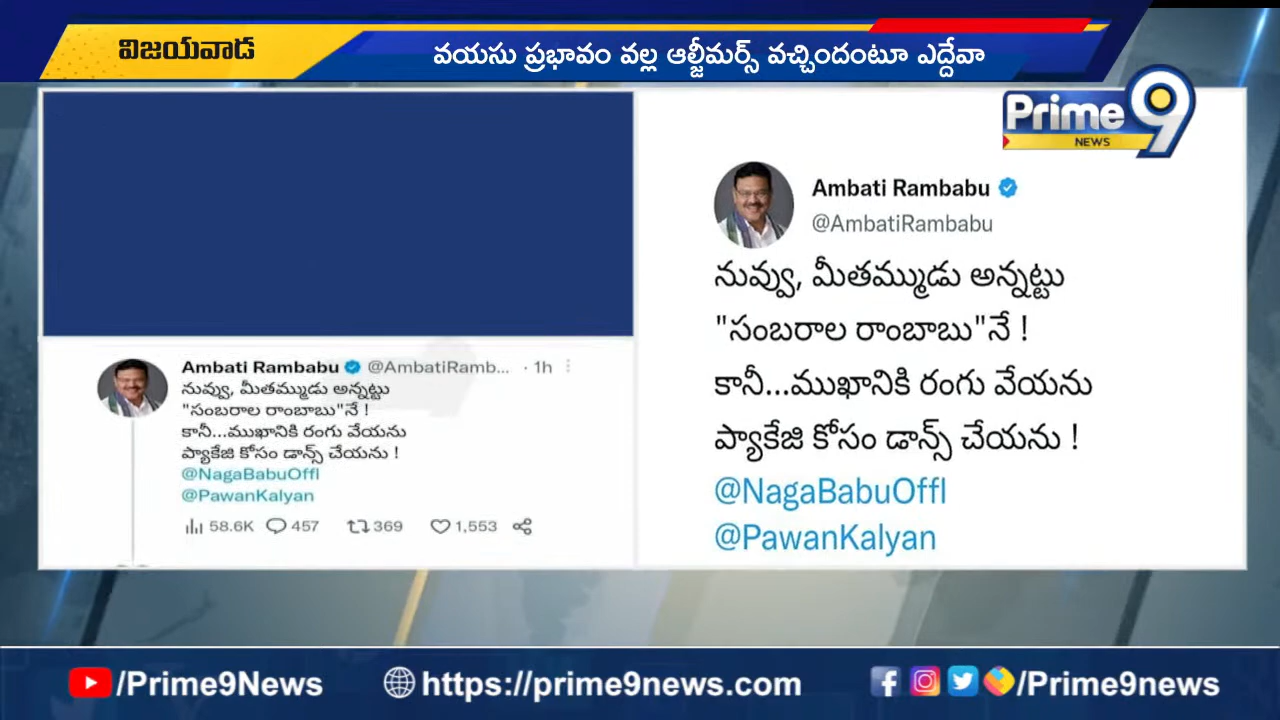 విజయవాడ
వయసు ప్రభావం వల్ల ఆల్జీమర్స్ వచ్చిందంటూ ఎద్దేవా
Prime 9
NEWS
Ambati Rambabu @AmbatiRamb... · 1h
నువ్వు, మీతమ్ముడు అన్నట్టు
"సంబరాల రాంబాబు"నే !
కానీ...ముఖానికి రంగు వేయను
ప్యాకేజి కోసం డాన్స్ చేయను !
@NagaBabuOffl
@PawanKalyan
58.6K 457 369 1,553
Ambati Rambabu
@AmbatiRambabu
నువ్వు, మీతమ్ముడు అన్నట్టు
"సంబరాల రాంబాబు"నే !
కానీ...ముఖానికి రంగు వేయను
ప్యాకేజి కోసం డాన్స్ చేయను !
@NagaBabuOffl
@PawanKalyan
/Prime9News
https://prime9news.com
/Prime9news